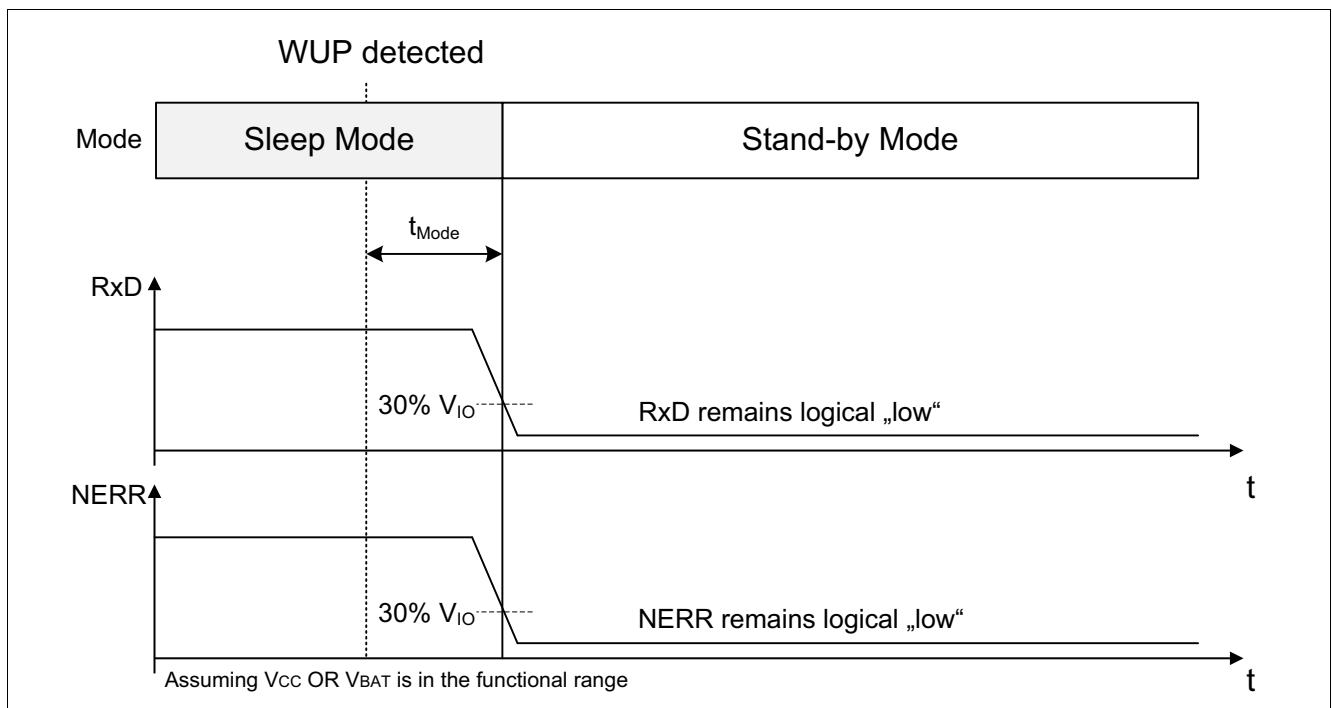 WUP detected
Mode
Sleep Mode
Stand-by Mode
tMode
RxD
30% VIO
RxD remains logical „low“
t
NERR
30% VIO
NERR remains logical „low“
Assuming VCC OR VBAT is in the functional range
t